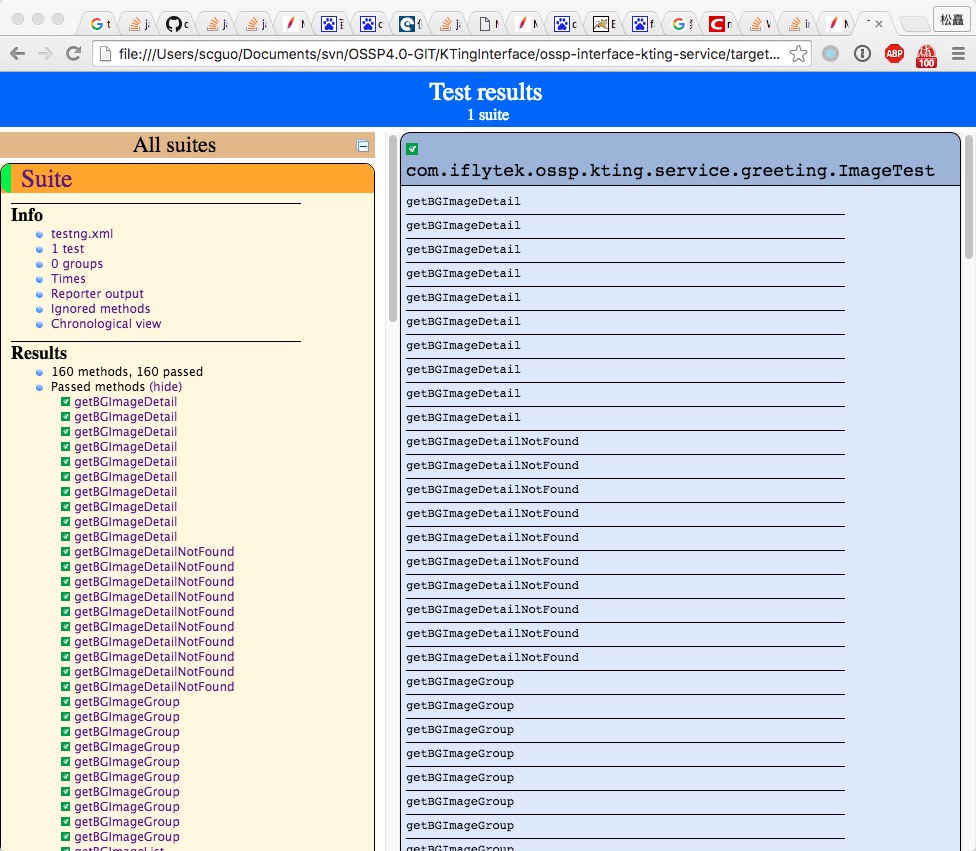 松矗
file:///Users/scguo/Documents/svn/OSSP4.0-GIT/KTingInterface/ossp-interface-kting-service/target...
ABP
100
Test results
1 suite
All suites
Suite
Info
testng.xml
1 test
0 groups
Times
Reporter output
Ignored methods
Chronological view
Results
160 methods, 160 passed
Passed methods (hide)
getBGImageDetail
getBGImageDetail
getBGImageDetail
getBGImageDetail
getBGImageDetail
getBGImageDetail
getBGImageDetail
getBGImageDetail
getBGImageDetail
getBGImageDetail
getBGImageDetailNotFound
getBGImageDetailNotFound
getBGImageDetailNotFound
getBGImageDetailNotFound
getBGImageDetailNotFound
getBGImageDetailNotFound
getBGImageDetailNotFound
getBGImageDetailNotFound
getBGImageDetailNotFound
getBGImageDetailNotFound
getBGImageGroup
getBGImageGroup
getBGImageGroup
getBGImageGroup
getBGImageGroup
getBGImageGroup
getBGImageGroup
getBGImageGroup
getBGImageGroup
getBGImageGroup
getBGImageList
com.iflytek.ossp.kting.service.greeting.ImageTest
getBGImageDetail
getBGImageDetail
getBGImageDetail
getBGImageDetail
getBGImageDetail
getBGImageDetail
getBGImageDetail
getBGImageDetail
getBGImageDetail
getBGImageDetail
getBGImageDetailNotFound
getBGImageDetailNotFound
getBGImageDetailNotFound
getBGImageDetailNotFound
getBGImageDetailNotFound
getBGImageDetailNotFound
getBGImageDetailNotFound
getBGImageDetailNotFound
getBGImageDetailNotFound
getBGImageDetailNotFound
getBGImageGroup
getBGImageGroup
getBGImageGroup
getBGImageGroup
getBGImageGroup
getBGImageGroup
getBGImageGroup
getBGImageGroup